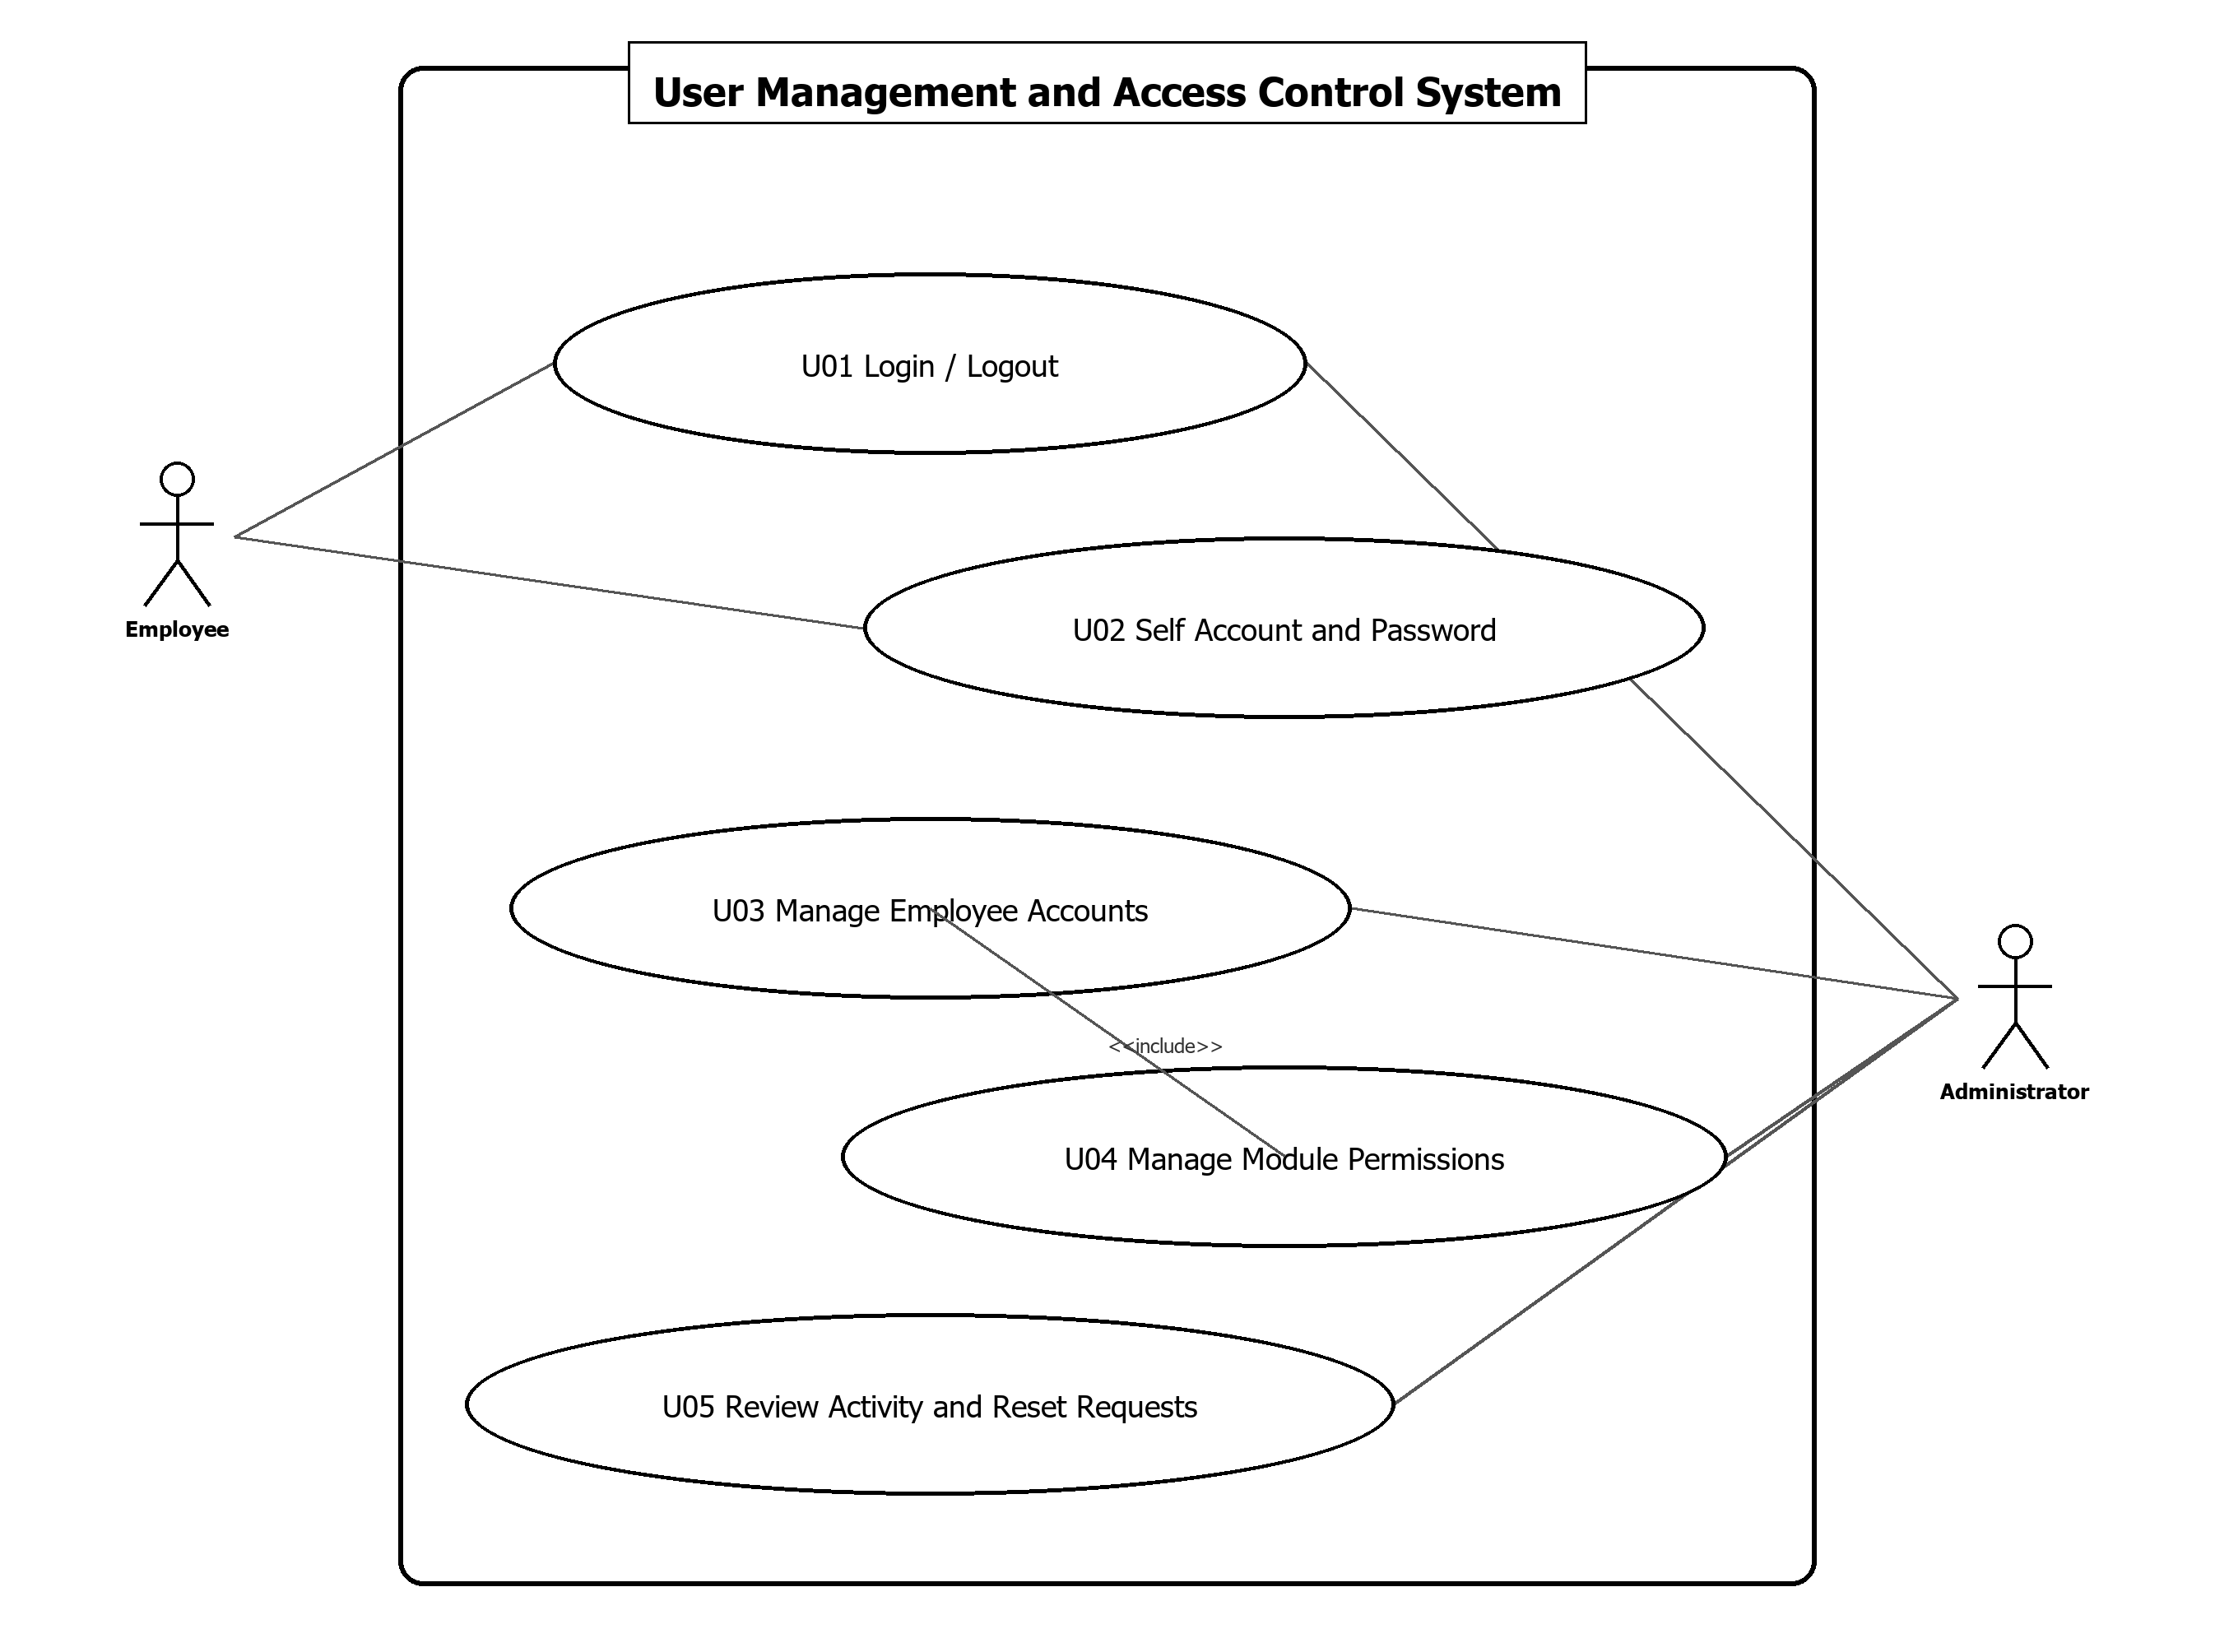 User Management and Access Control System
U01 Login / Logout
Employee
U02 Self Account and Password
U03 Manage Employee Accounts
<<include>>
Administrator
U04 Manage Module Permissions
U05 Review Activity and Reset Requests